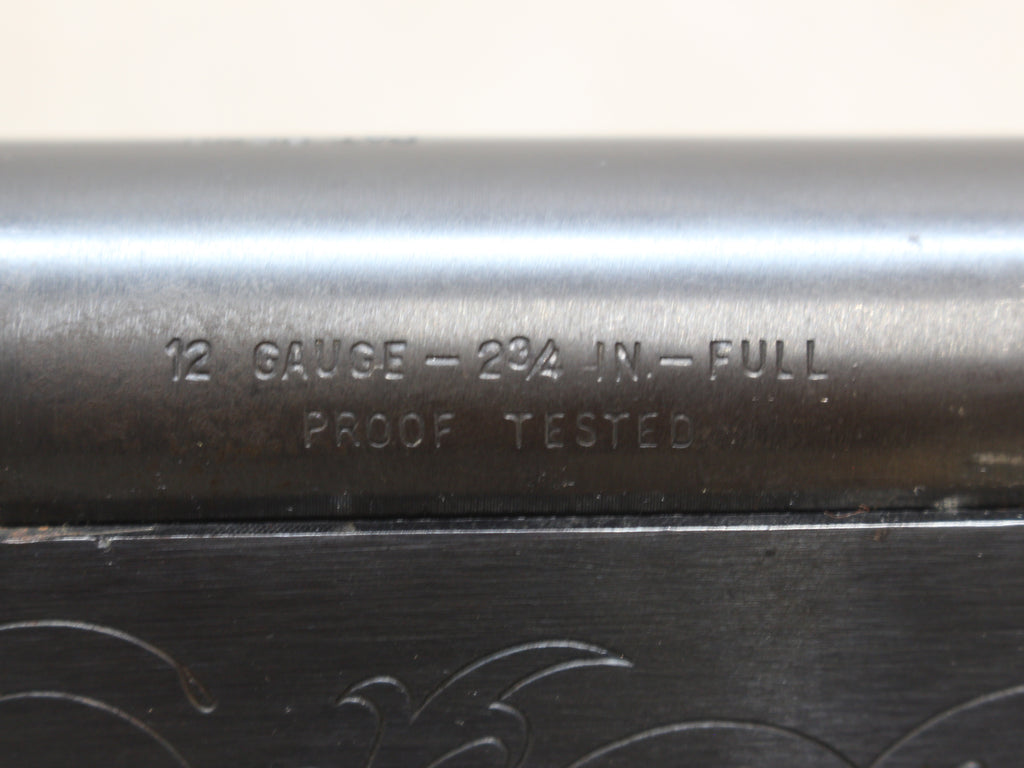 12 GAUGE – 2¾ IN. – FULL
PROOF TESTED